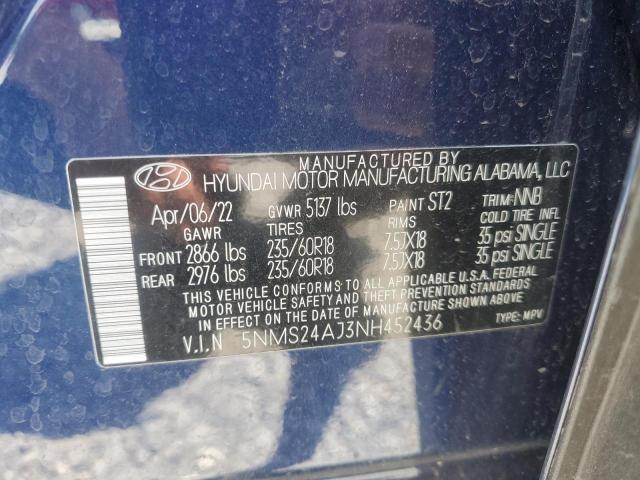 MANUFACTURED BY
HYUNDAI MOTOR MANUFACTURING ALABAMA, LLC
Apr/06/22 GVWR 5137 lbs PAINT ST2 TRIM:NNB
GAWR TIRES RIMS COLD TIRE INFL
FRONT 2866 lbs 235/60R18 7.5JX18 35 psi SINGLE
REAR 2976 lbs 235/60R18 7.5JX18 35 psi SINGLE
THIS VEHICLE CONFORMS TO ALL APPLICABLE U.S.A. FEDERAL
MOTOR VEHICLE SAFETY AND THEFT PREVENTION STANDARDS
IN EFFECT ON THE DATE OF MANUFACTURE SHOWN ABOVE.
V.I.N 5NMS24AJ3NH452436 TYPE: MPV